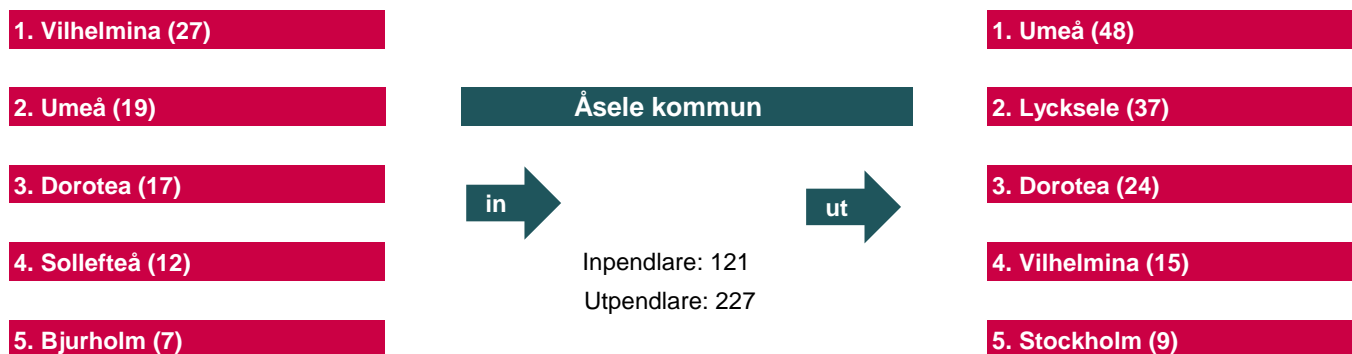 1. Vilhelmina (27)
2. Umeå (19)
3. Dorotea (17)
4. Sollefteå (12)
5. Bjurholm (7)
Åsele kommun
in
ut
Inpendlare: 121
Utpendlare: 227
1. Umeå (48)
2. Lycksele (37)
3. Dorotea (24)
4. Vilhelmina (15)
5. Stockholm (9)